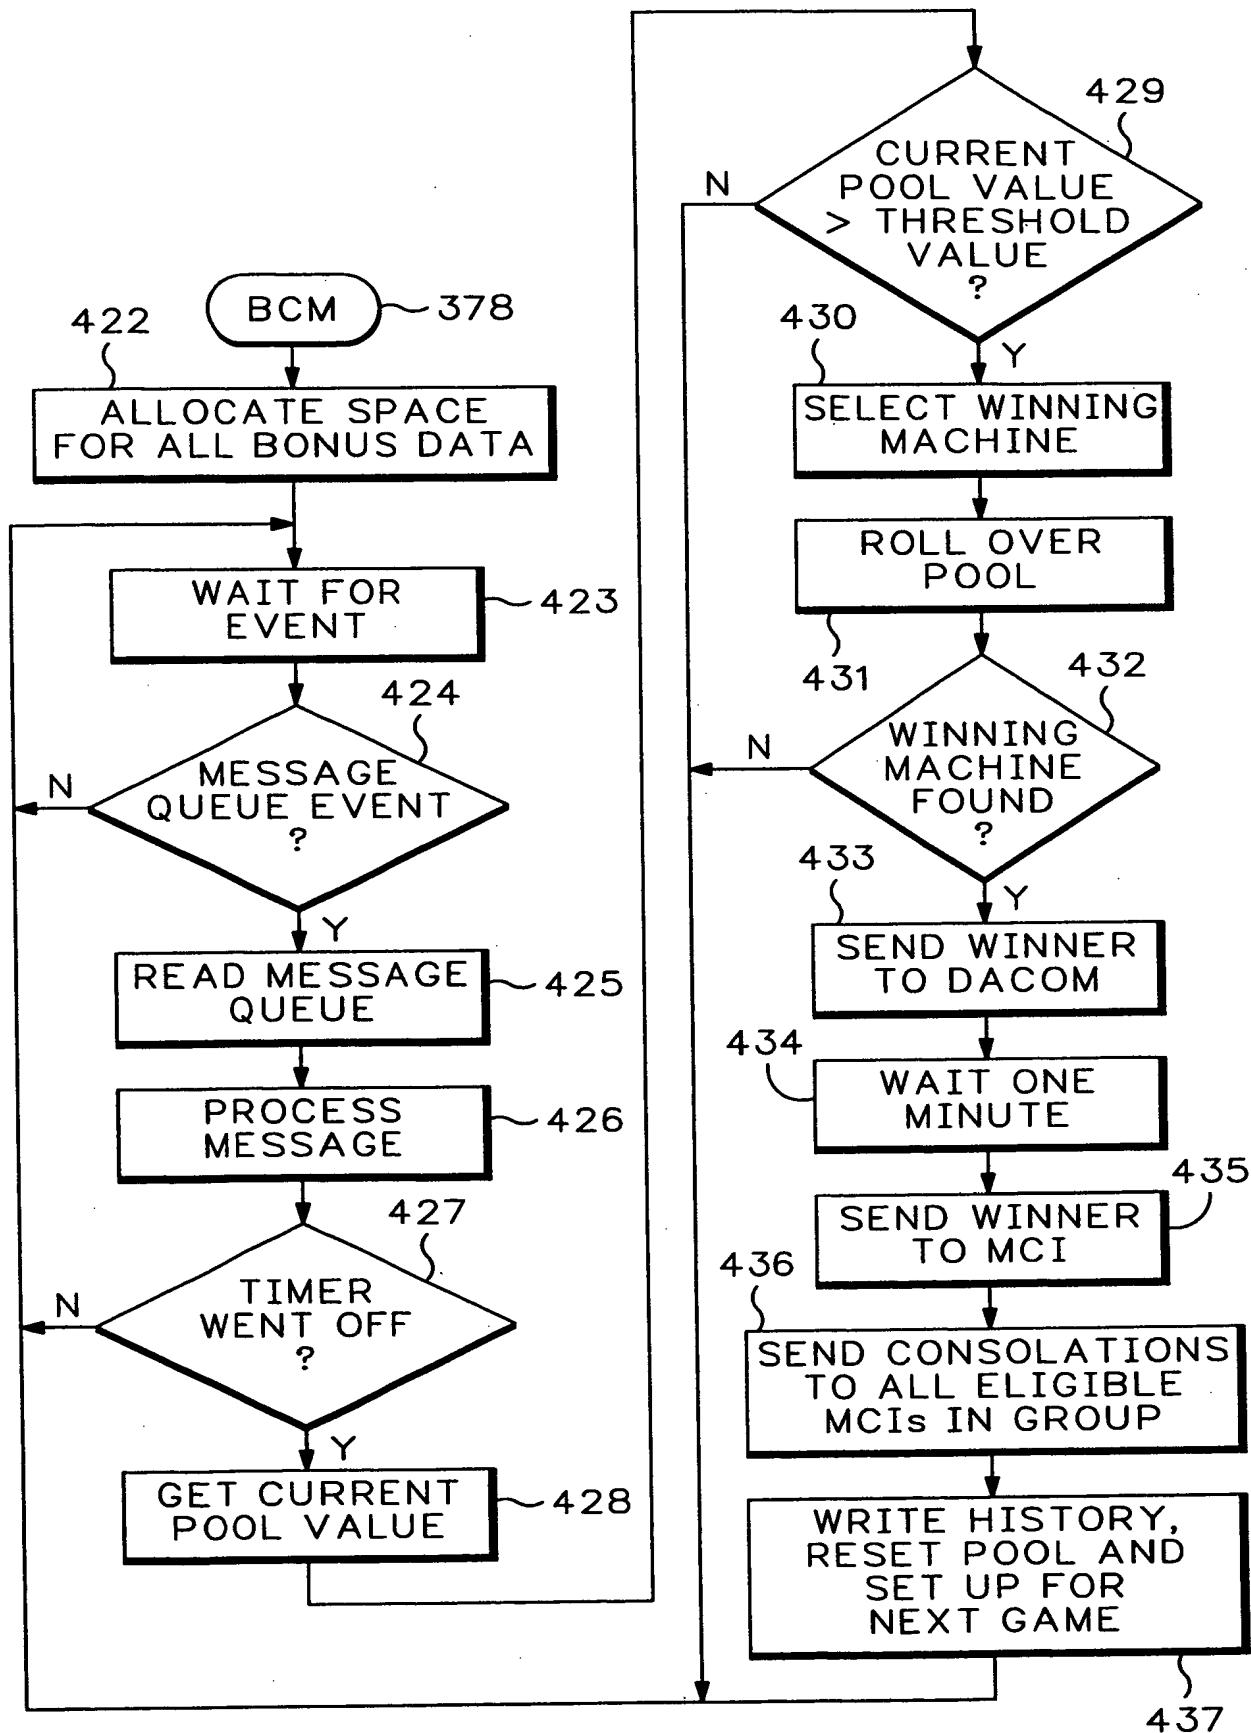 BCM
378
422
ALLOCATE SPACE
FOR ALL BONUS DATA
WAIT FOR
EVENT
423
424
MESSAGE
QUEUE EVENT
?
N
Y
READ MESSAGE
QUEUE
425
PROCESS
MESSAGE
426
427
TIMER
WENT OFF
?
N
Y
GET CURRENT
POOL VALUE
428
429
CURRENT
POOL VALUE
> THRESHOLD
VALUE
?
N
Y
430
SELECT WINNING
MACHINE
ROLL OVER
POOL
431
432
WINNING
MACHINE
FOUND
?
N
Y
433
SEND WINNER
TO DACOM
434
WAIT ONE
MINUTE
435
SEND WINNER
TO MCI
436
SEND CONSOLATIONS
TO ALL ELIGIBLE
MCIs IN GROUP
WRITE HISTORY,
RESET POOL AND
SET UP FOR
NEXT GAME
437